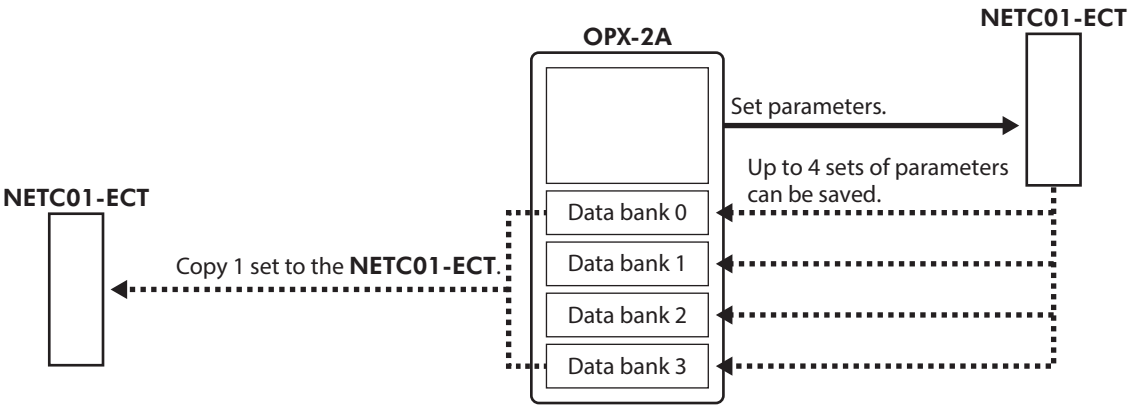 NETC01-ECT
OPX-2A
Set parameters.
Up to 4 sets of parameters
can be saved.
NETC01-ECT
Data bank 0
Copy 1 set to the NETC01-ECT.
Data bank 1
Data bank 2
Data bank 3